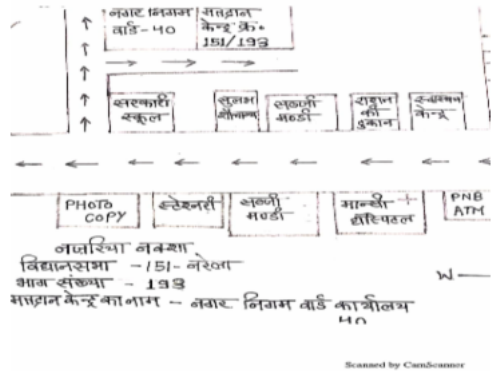 नगर निगम
वार्ड-40
मतदान
केन्द्र क्र.
151/193
सरकारी
स्कूल
सुलभ
शौचालय
सब्जी
मण्डी
राशन
की
दुकान
स्वास्थ्य
केन्द्र
PHOTO
COPY
स्टेशनरी
सब्जी
मण्डी
मान्सी
हॉस्पिटल
PNB
ATM
नजरिया नक्शा
विधानसभा -151- नरेला
भाग संख्या - 193
W
मतदान केन्द्र का नाम - नगर निगम वार्ड कार्यालय
40
Scanned by CamScanner